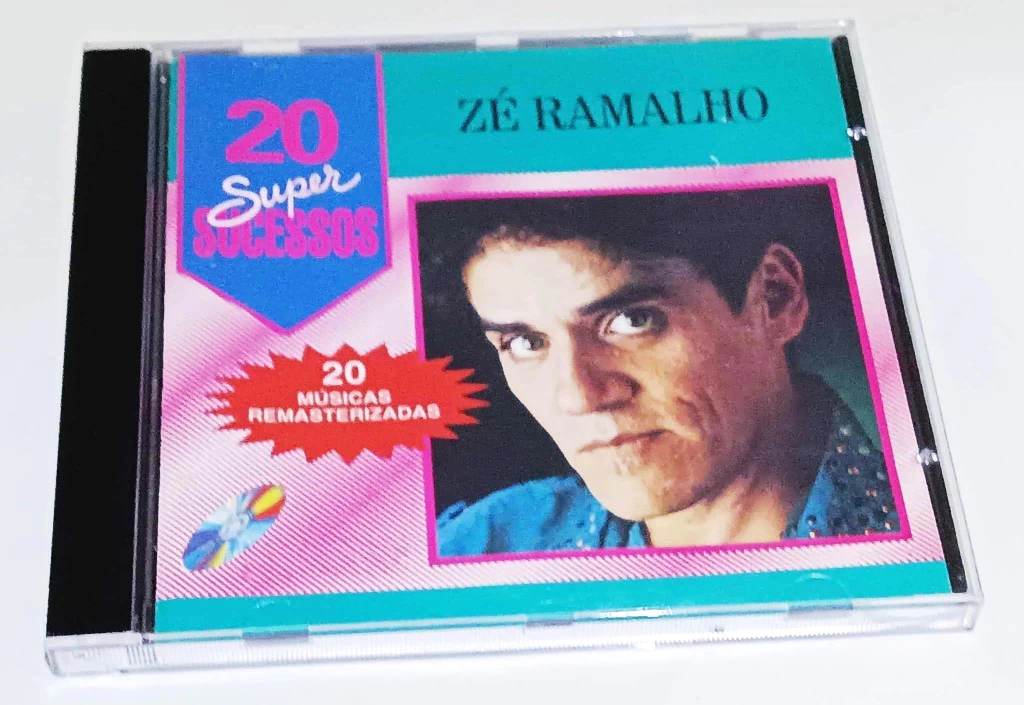 20
Super
SUCESSOS
ZÉ RAMALHO
20
MÚSICAS
REMASTERIZADAS